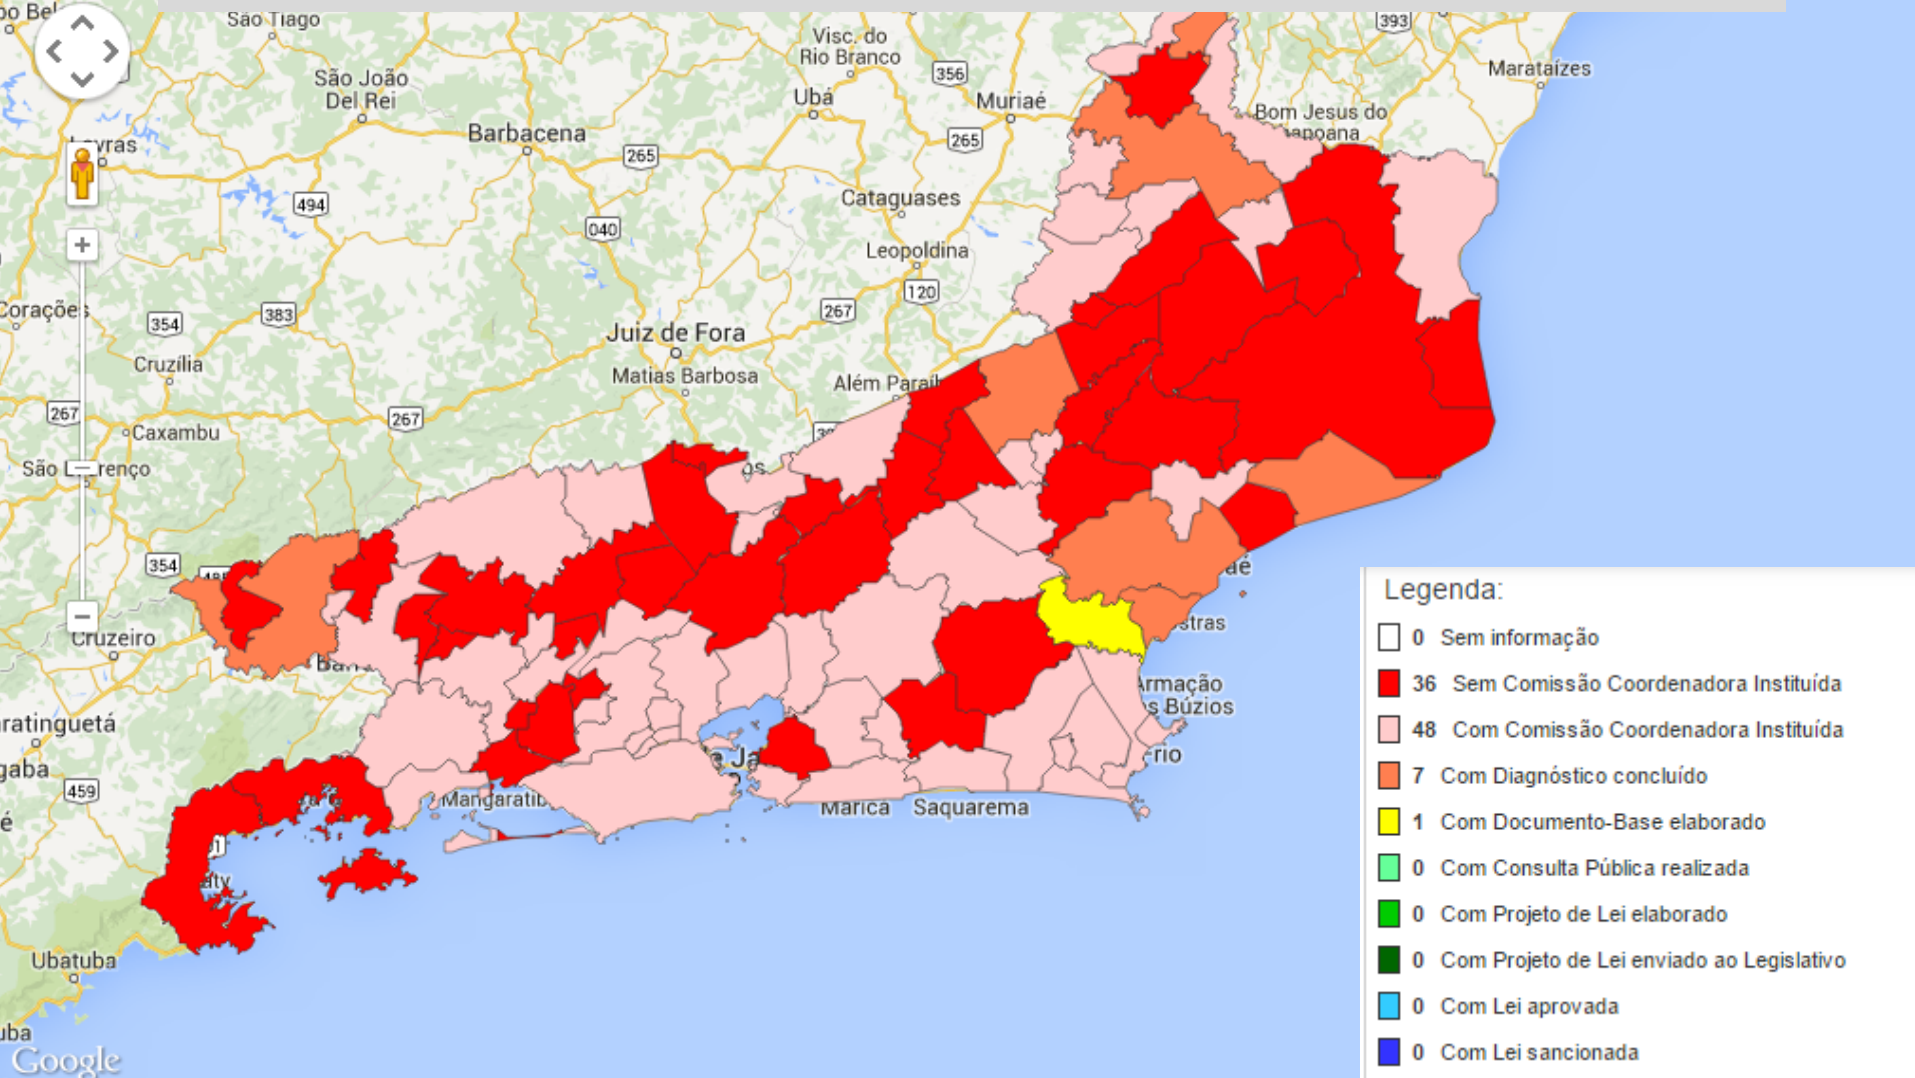 São Tiago
393
Visc. do
Rio Branco
Maratáízes
São João
Del Rei
356
Ubá
Muriaé
Bom Jesus do
Barbacena
265
265
494
Cataguases
040
Leopoldina
120
354
383
267
Juiz de Fora
Cruzília
Matias Barbosa
267
267
Caxambu
354
Cruzeiro
459
Mangaratib
Marica
Saquarema
Armação
s Búzios
Ubatuba
Google
Legenda:
0 Sem informação
36 Sem Comissão Coordenadora Instituída
48 Com Comissão Coordenadora Instituída
7 Com Diagnóstico concluído
1 Com Documento-Base elaborado
0 Com Consulta Pública realizada
0 Com Projeto de Lei elaborado
0 Com Projeto de Lei enviado ao Legislativo
0 Com Lei aprovada
0 Com Lei sancionada